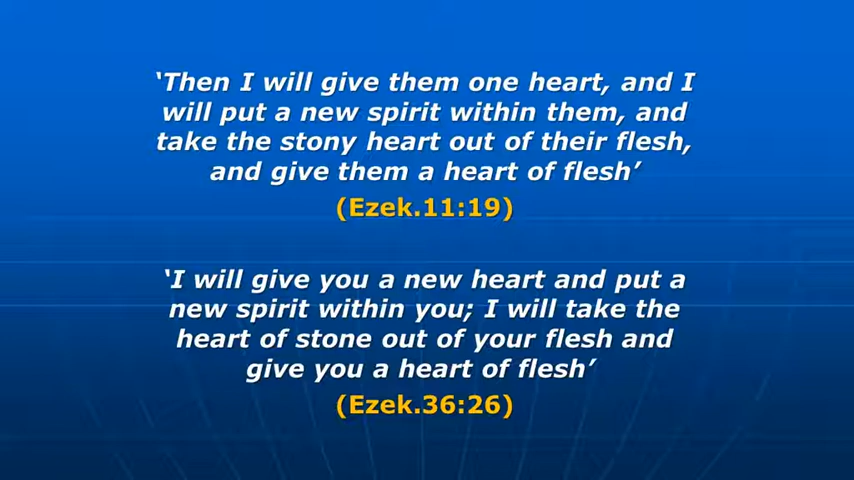 ‘Then I will give them one heart, and I
will put a new spirit within them, and
take the stony heart out of their flesh,
and give them a heart of flesh’
(Ezek.11:19)
‘I will give you a new heart and put a
new spirit within you; I will take the
heart of stone out of your flesh and
give you a heart of flesh’
(Ezek.36:26)